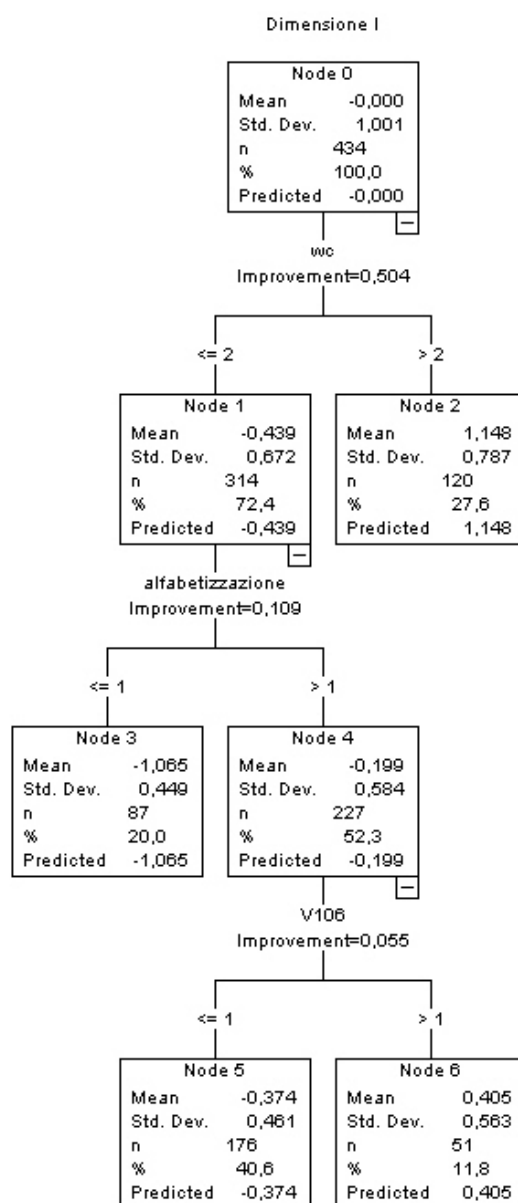 Dimensione I
Node 0
Mean -0,000
Std. Dev. 1,001
n 434
% 100,0
Predicted -0,000
wc
Improvement=0,504
<= 2 > 2
Node 1
Mean -0,439
Std. Dev. 0,672
n 314
% 72,4
Predicted -0,439
Node 2
Mean 1,148
Std. Dev. 0,787
n 120
% 27,6
Predicted 1,148
alfabetizzazione
Improvement=0,109
<= 1 > 1
Node 3
Mean -1,065
Std. Dev. 0,449
n 87
% 20,0
Predicted -1,065
Node 4
Mean -0,199
Std. Dev. 0,584
n 227
% 52,3
Predicted -0,199
V106
Improvement=0,055
<= 1 > 1
Node 5
Mean -0,374
Std. Dev. 0,461
n 176
% 40,6
Predicted -0,374
Node 6
Mean 0,405
Std. Dev. 0,563
n 51
% 11,8
Predicted 0,405